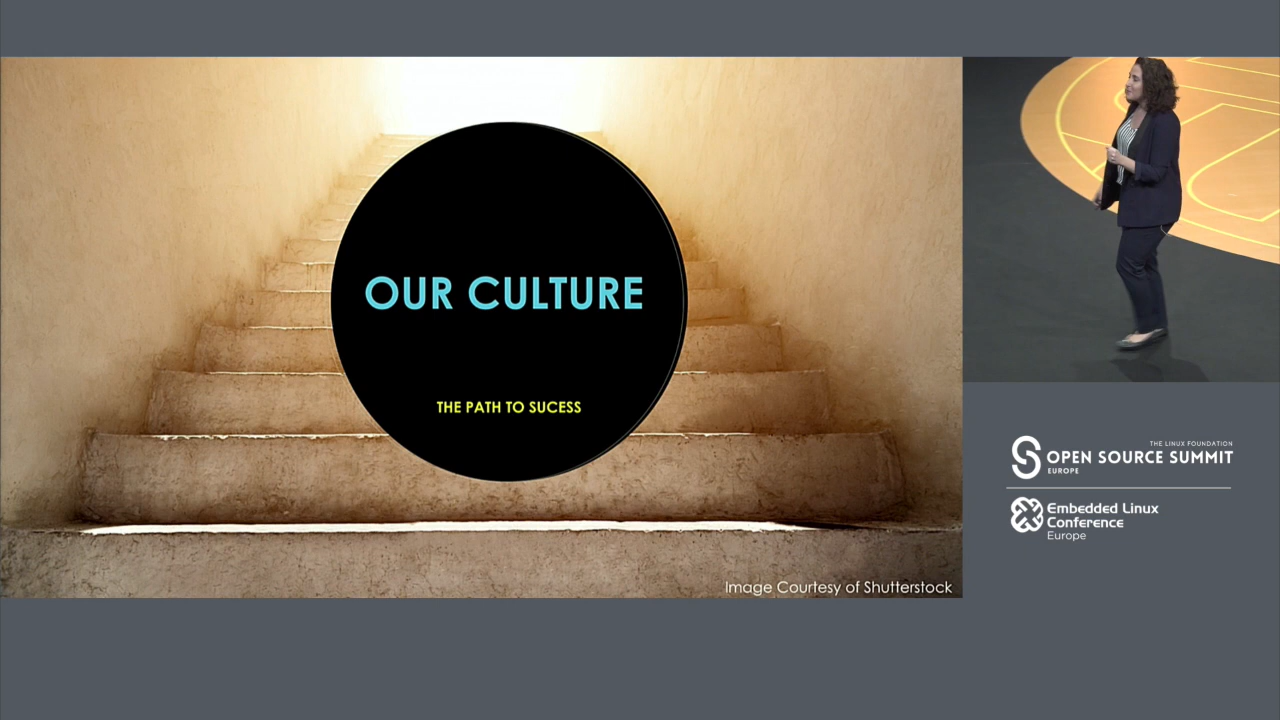 OUR CULTURE
THE PATH TO SUCESS
Image Courtesy of Shutterstock
THE LINUX FOUNDATION
OPEN SOURCE SUMMIT
EUROPE
Embedded Linux
Conference
Europe